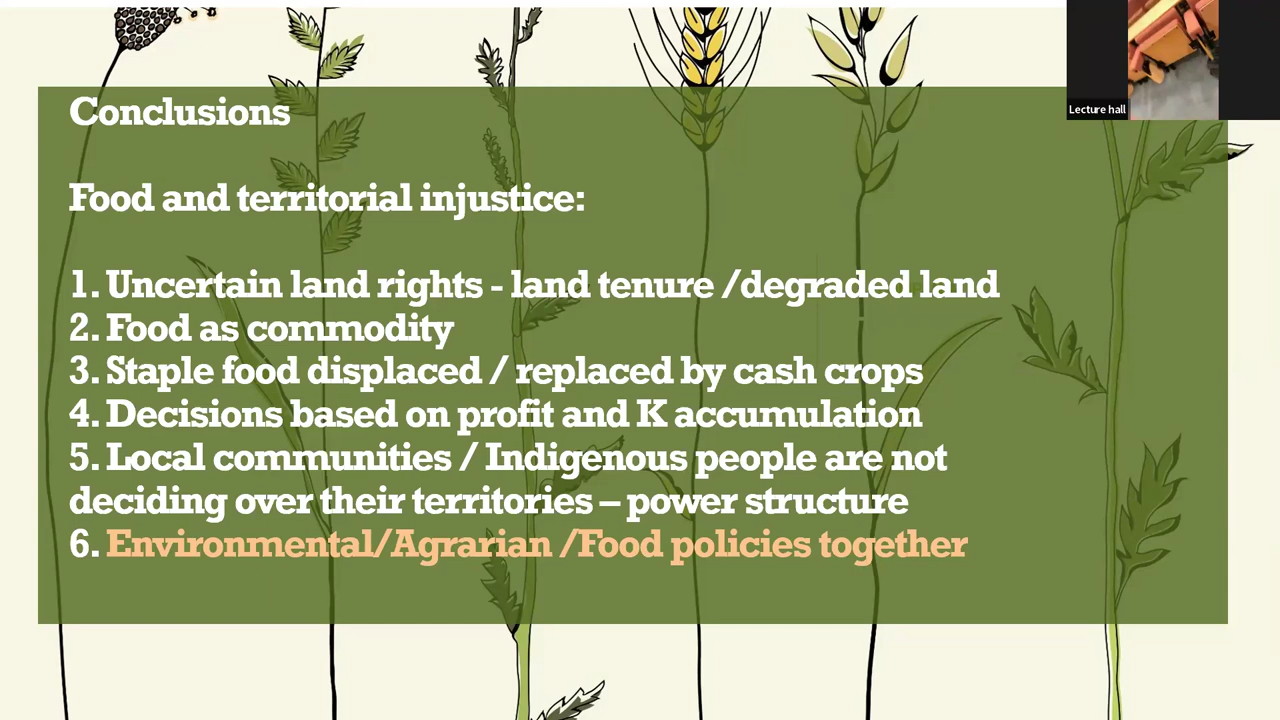 Conclusions
Food and territorial injustice:
1. Uncertain land rights - land tenure /degraded land
2. Food as commodity
3. Staple food displaced / replaced by cash crops
4. Decisions based on profit and K accumulation
5. Local communities / Indigenous people are not
deciding over their territories – power structure
6. Environmental/Agrarian /Food policies together
Lecture hall